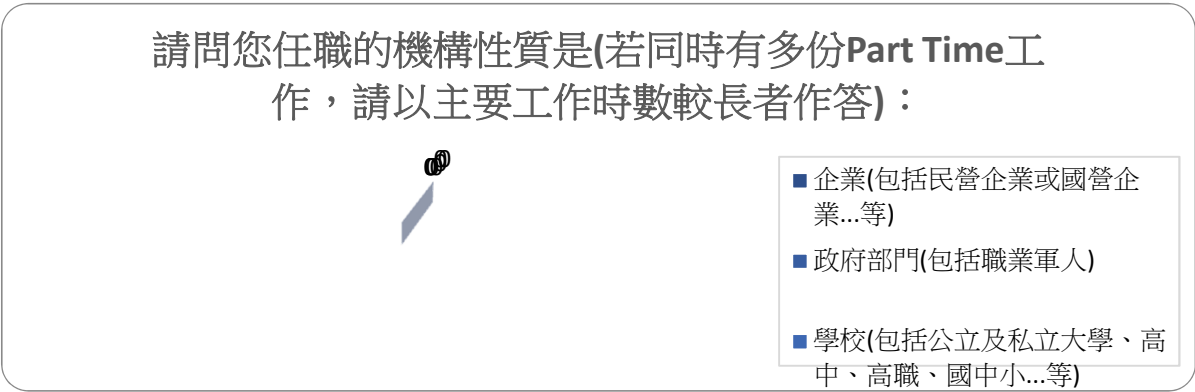 請問您任職的機構性質是(若同時有多份Part Time工
作，請以主要工作時數較長者作答)：
企業(包括民營企業或國營企
業...等)
政府部門(包括職業軍人)
學校(包括公立及私立大學、高
中、高職、國中小...等)